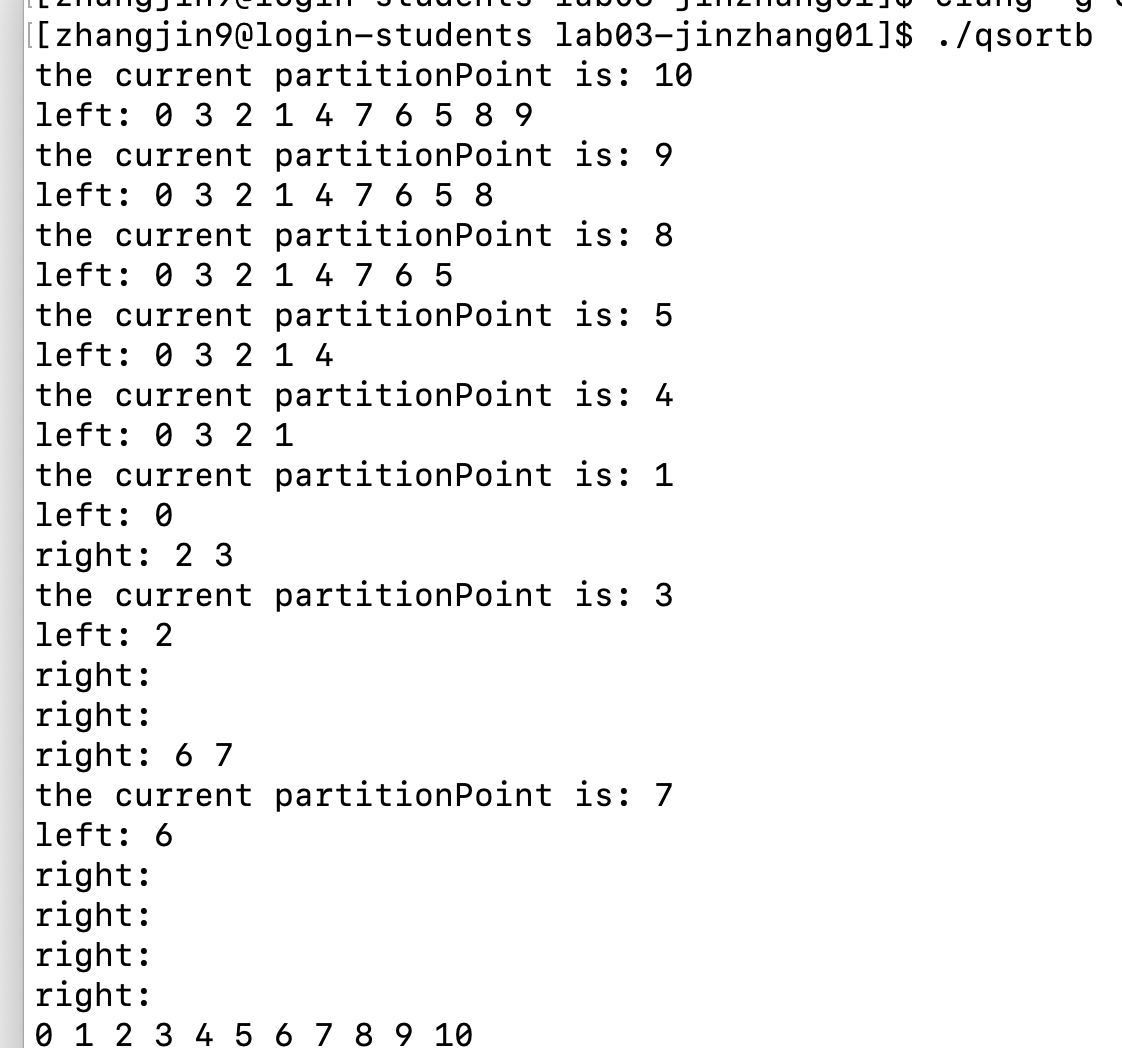 [[zhangjin9@login-students lab03-jinzhang01]$ clang -g
[[zhangjin9@login-students lab03-jinzhang01]$ ./qsortb
the current partitionPoint is: 10
left: 0 3 2 1 4 7 6 5 8 9
the current partitionPoint is: 9
left: 0 3 2 1 4 7 6 5 8
the current partitionPoint is: 8
left: 0 3 2 1 4 7 6 5
the current partitionPoint is: 5
left: 0 3 2 1 4
the current partitionPoint is: 4
left: 0 3 2 1
the current partitionPoint is: 1
left: 0
right: 2 3
the current partitionPoint is: 3
left: 2
right:
right:
right: 6 7
the current partitionPoint is: 7
left: 6
right:
right:
right:
right:
0 1 2 3 4 5 6 7 8 9 10